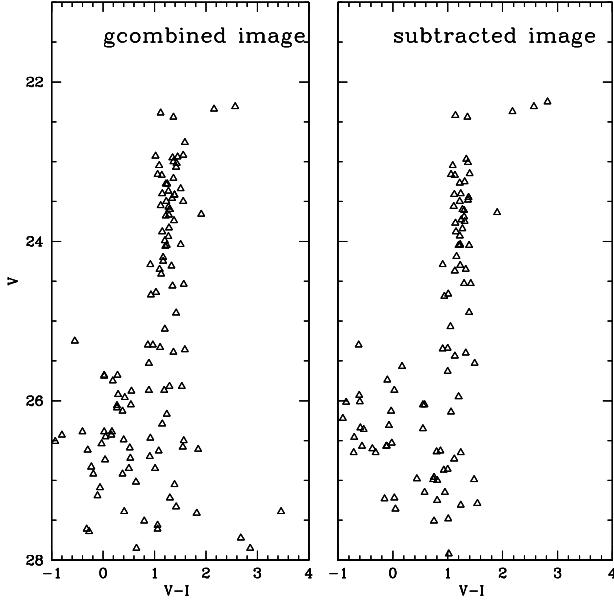 gcombined image
subtracted image
22
24
V
26
28
-1 0 1 2 3 4
-1 0 1 2 3 4
V-I
V-I